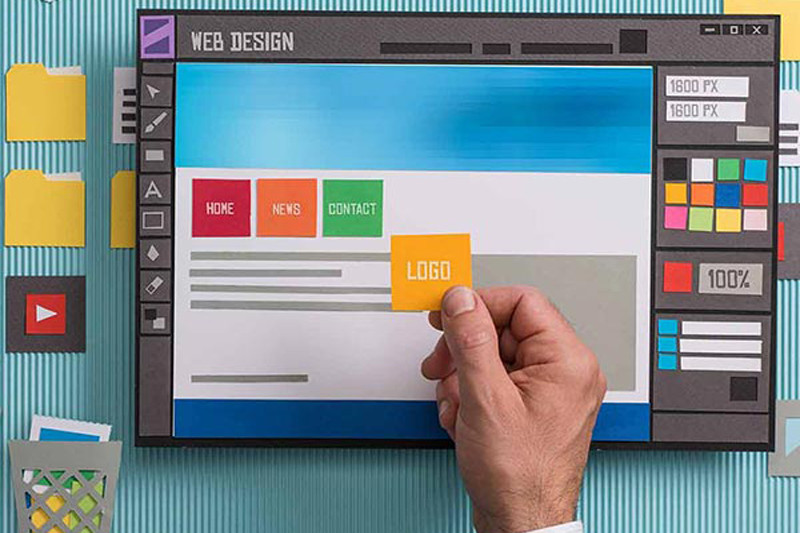 WEB DESIGN
1600 PX
1600 PX
HOME
NEWS
CONTACT
LOGO
100%
A